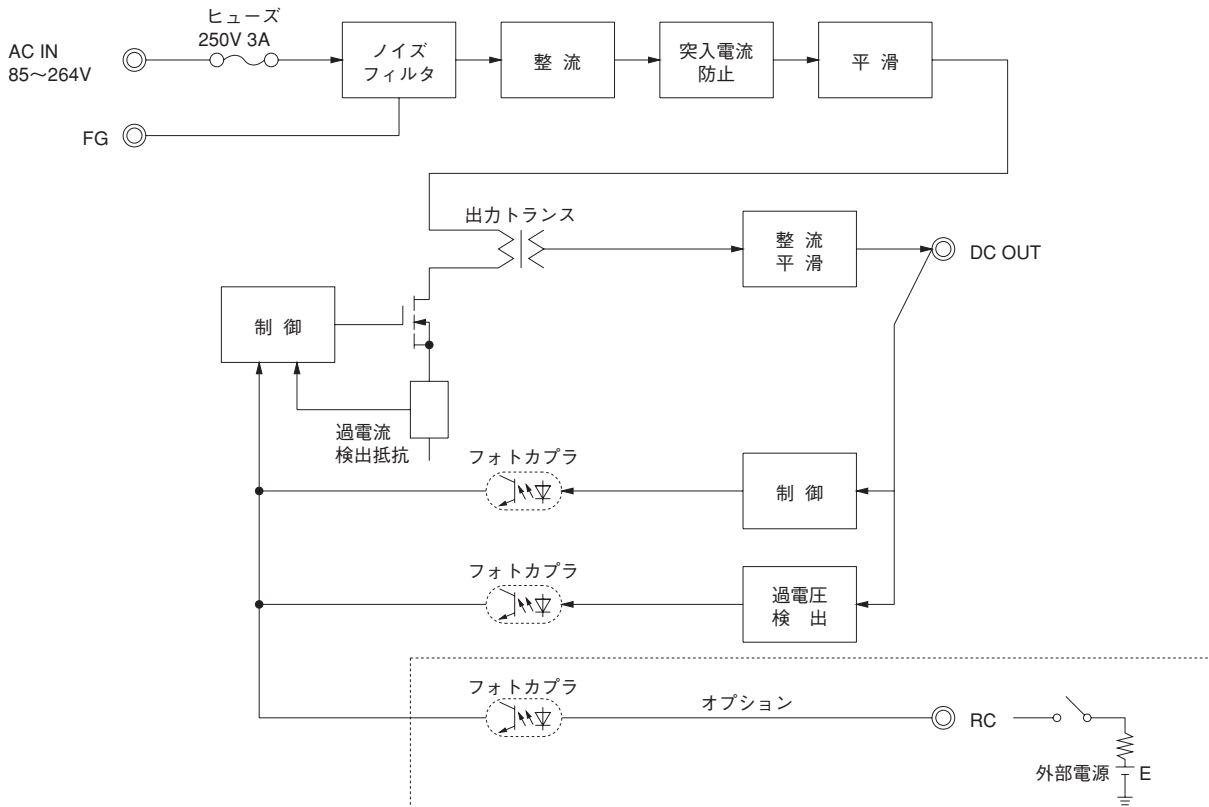 ヒューズ
250V 3A
AC IN
85〜264V
ノイズ
フィルタ
整 流
突入電流
防止
平 滑
FG
出力トランス
整 流
平 滑
DC OUT
制 御
過電流
検出抵抗
フォトカプラ
制 御
フォトカプラ
過電圧
検 出
フォトカプラ
オプション
RC
外部電源
E